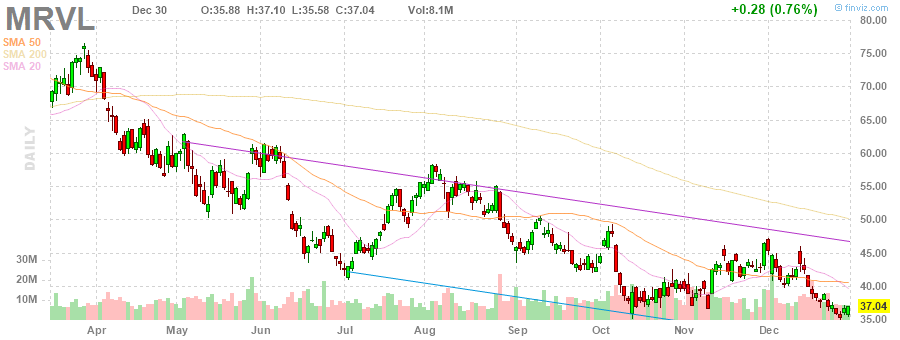 MRVL Dec 30 O:35.88 H:37.10 L:35.58 C:37.04 Vol:8.1M +0.28 (0.76%) @ finviz.com
SMA 50
SMA 200
SMA 20
DAILY
80.00
75.00
70.00
65.00
60.00
55.00
50.00
45.00
40.00
37.04
35.00
30M
20M
10M
Apr May Jun Jul Aug Sep Oct Nov Dec